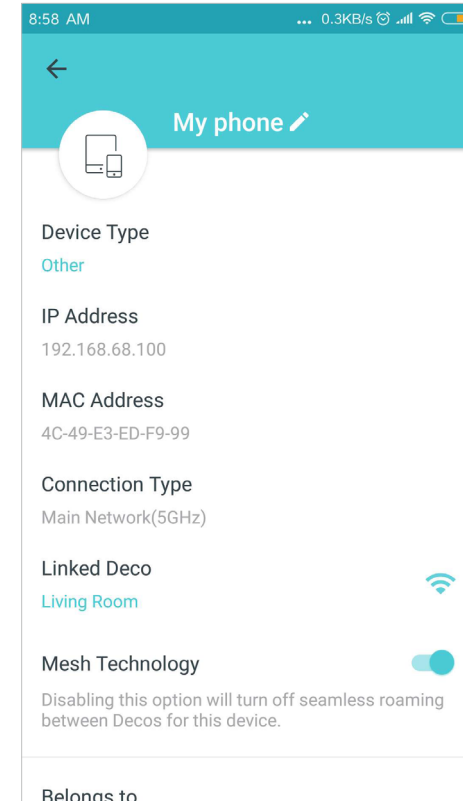 8:58 AM ... 0.3KB/s
My phone
Device Type
Other
IP Address
192.168.68.100
MAC Address
4C-49-E3-ED-F9-99
Connection Type
Main Network(5GHz)
Linked Deco
Living Room
Mesh Technology
Disabling this option will turn off seamless roaming
between Decos for this device.
Belongs to